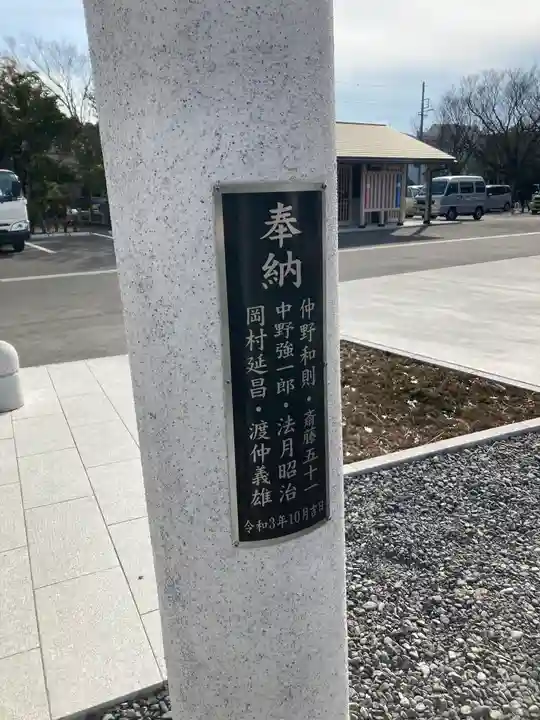 奉納
仲野和則・斎藤五十一
中野強一郎・法月昭治
岡村延昌・渡仲義雄
令和3年10月吉日